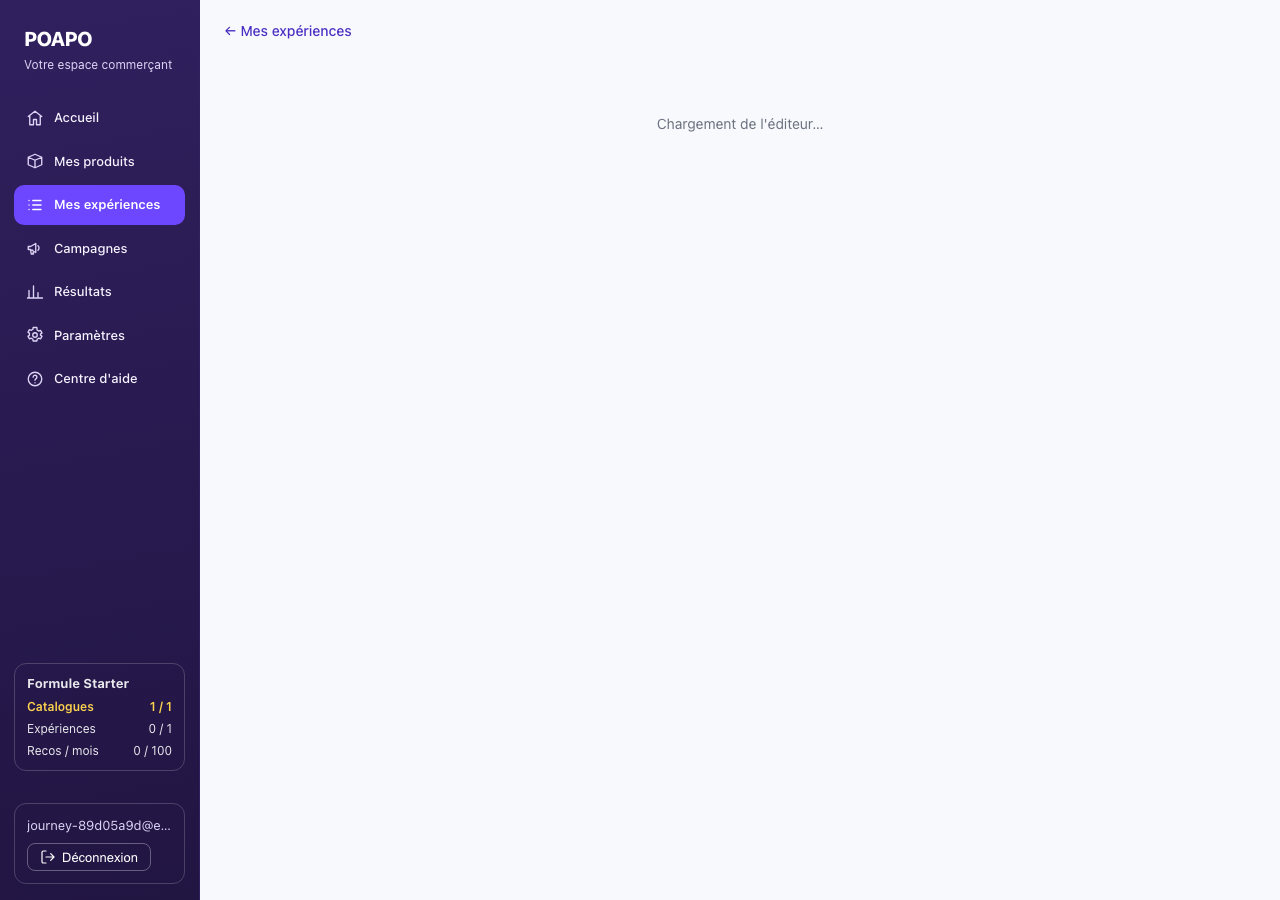 POAPO
Votre espace commerçant
Accueil
Mes produits
Mes expériences
Campagnes
Résultats
Paramètres
Centre d'aide
Formule Starter
Catalogues 1 / 1
Expériences 0 / 1
Recos / mois 0 / 100
journey-89d05a9d@e...
Déconnexion
← Mes expériences
Chargement de l'éditeur...